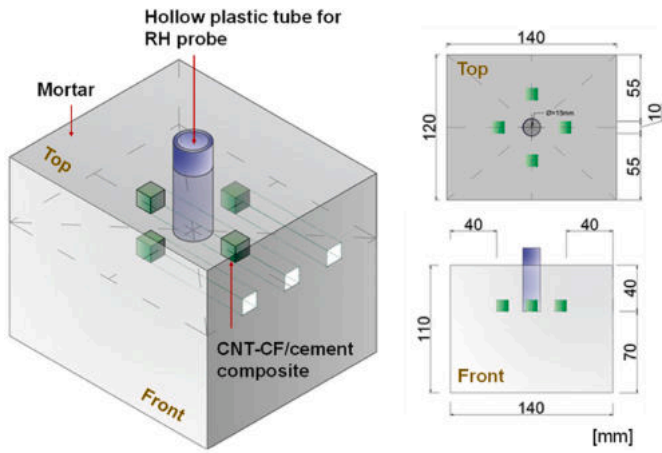 Hollow plastic tube for
RH probe
Mortar
Top
CNT-CF/cement
composite
Front
140
Top
Ø=15mm
120
55
10
55
40
40
110
40
70
Front
140
[mm]